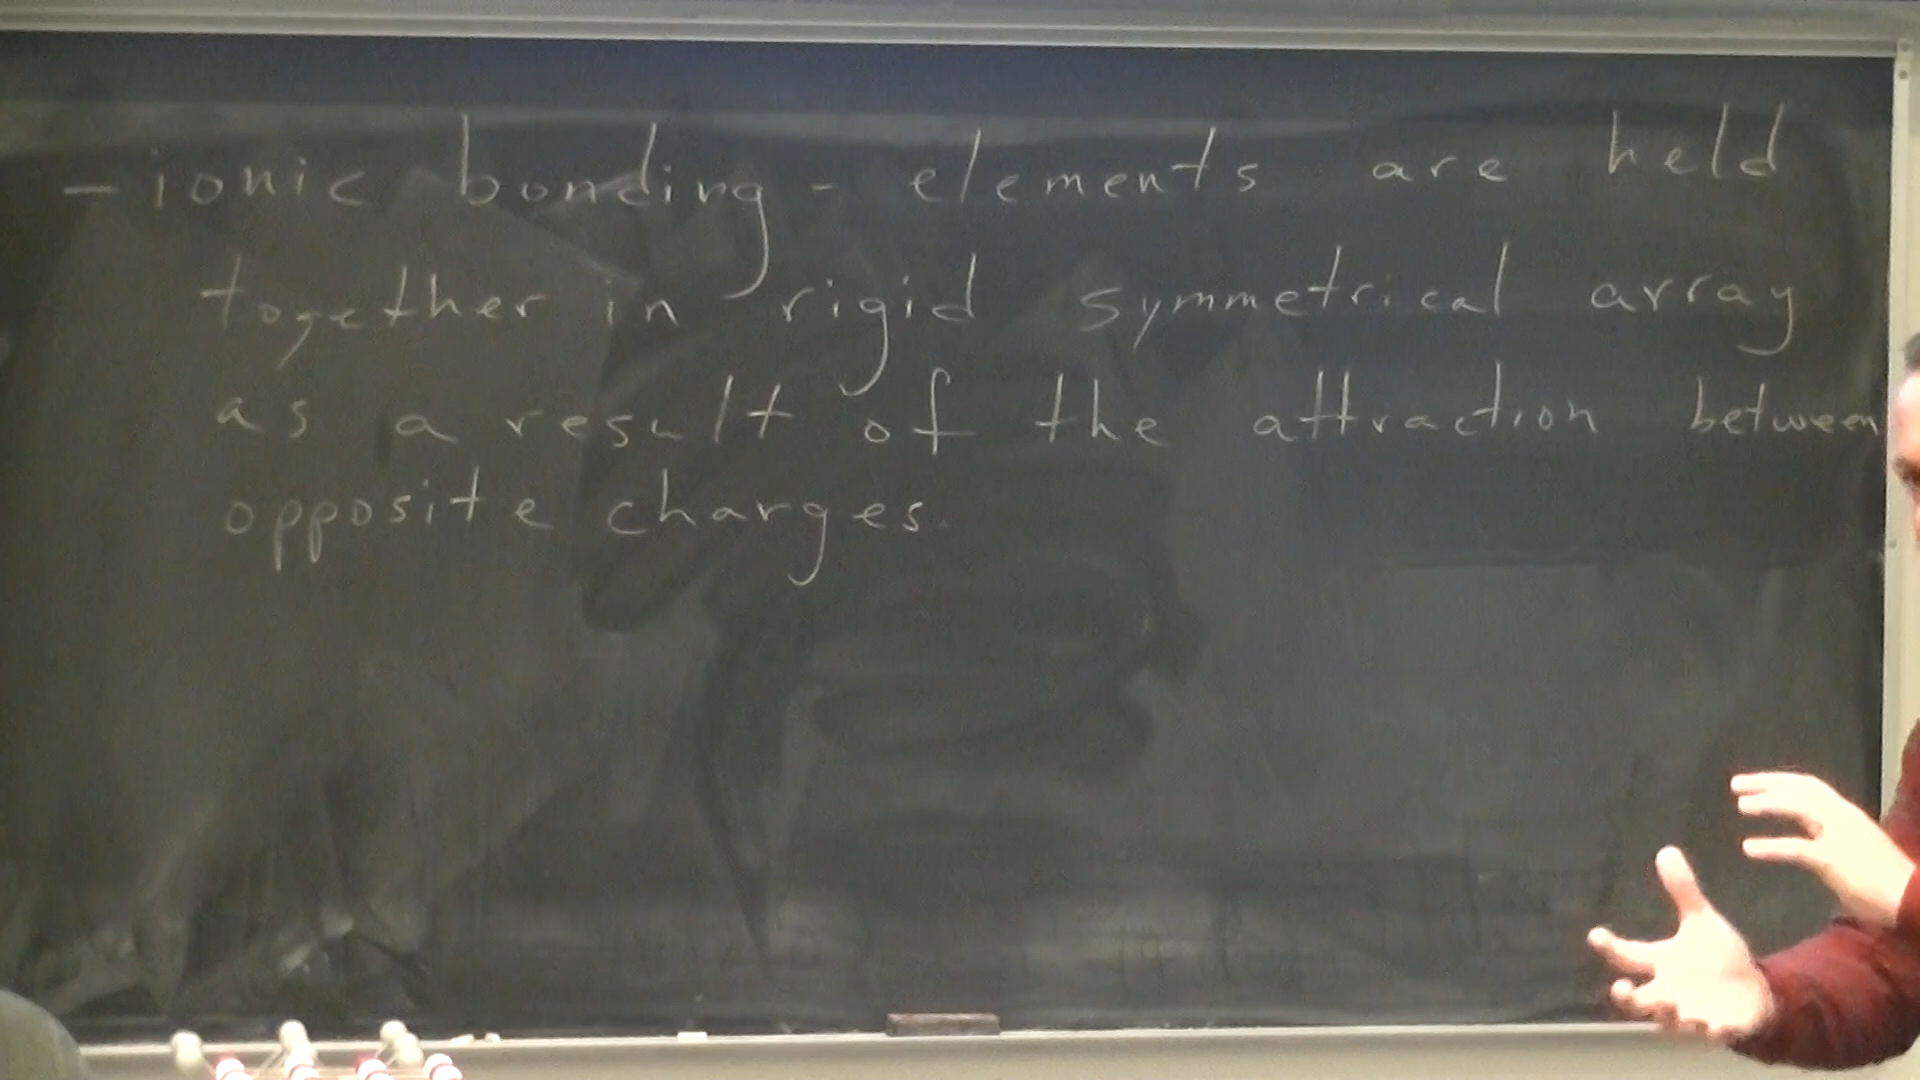 - ionic bonding - elements are held
together in rigid symmetrical array
as a result of the attraction between
opposite charges.